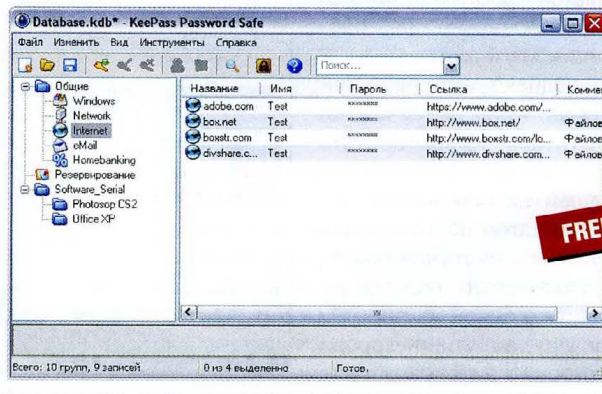 Database.kdb* - KeePass Password Safe
Файл Изменить Вид Инструменты Справка
Поиск...
Общие
Windows
Network
Internet
eMail
Homebanking
Резервирование
Software_Serial
Photosop CS2
Office XP
Название Имя Пароль Ссылка Коммен
adobe.com Test ******** https://www.adobe.com/...
box.net Test ******** http://www.box.net/ Файлов
boxstr.com Test ******** http://www.boxstr.com/lo... Файлов
divshare.c... Test ******** http://www.divshare.com... Файлов
FREE
Всего: 10 групп, 9 записей 0 из 4 выделенно Готов.